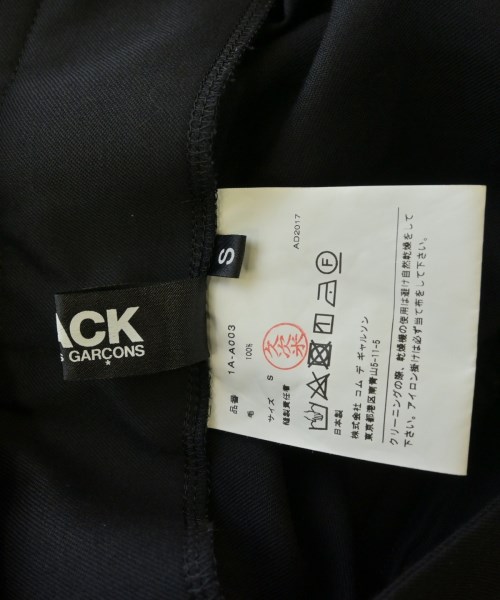 ACK
GARÇONS
S
AD2017
品番 1A-A003
毛 100%
サイズ S
縫製責任者
F
日本製
株式会社 コム デ ギャルソン
東京都港区南青山5-11-5
クリーニングの際、乾燥機の使用は避け自然乾燥をして
下さい。アイロン掛けは必ず当て布をして下さい。